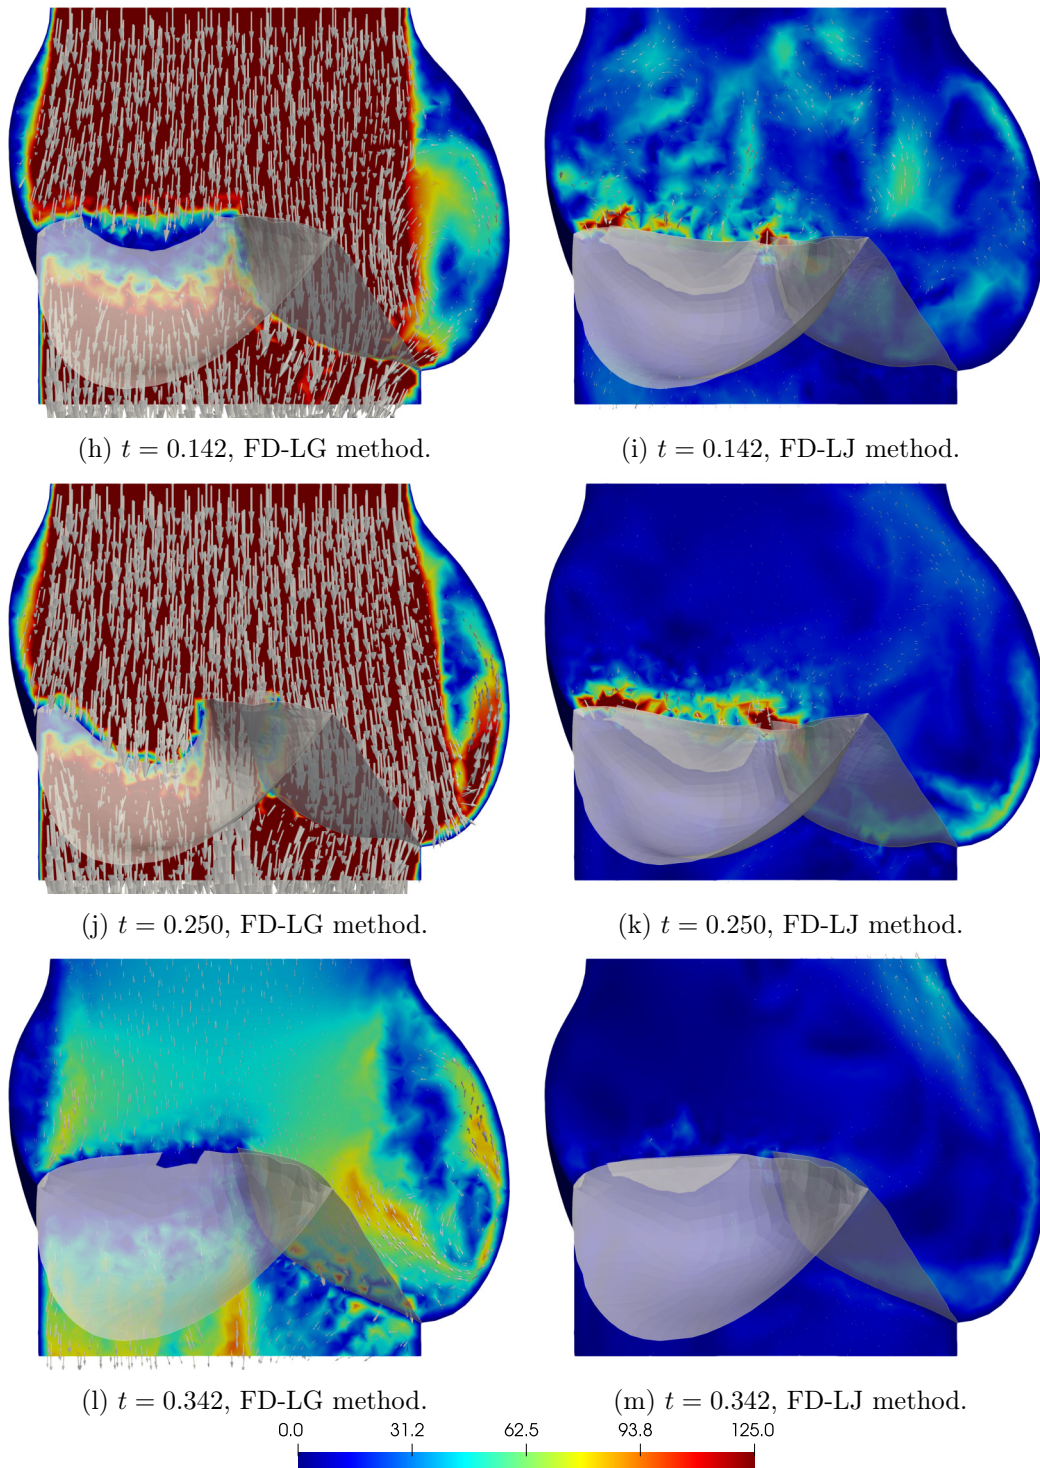 (h) t = 0.142, FD-LG method.
(i) t = 0.142, FD-LJ method.
(j) t = 0.250, FD-LG method.
(k) t = 0.250, FD-LJ method.
(l) t = 0.342, FD-LG method.
(m) t = 0.342, FD-LJ method.
0.0 31.2 62.5 93.8 125.0